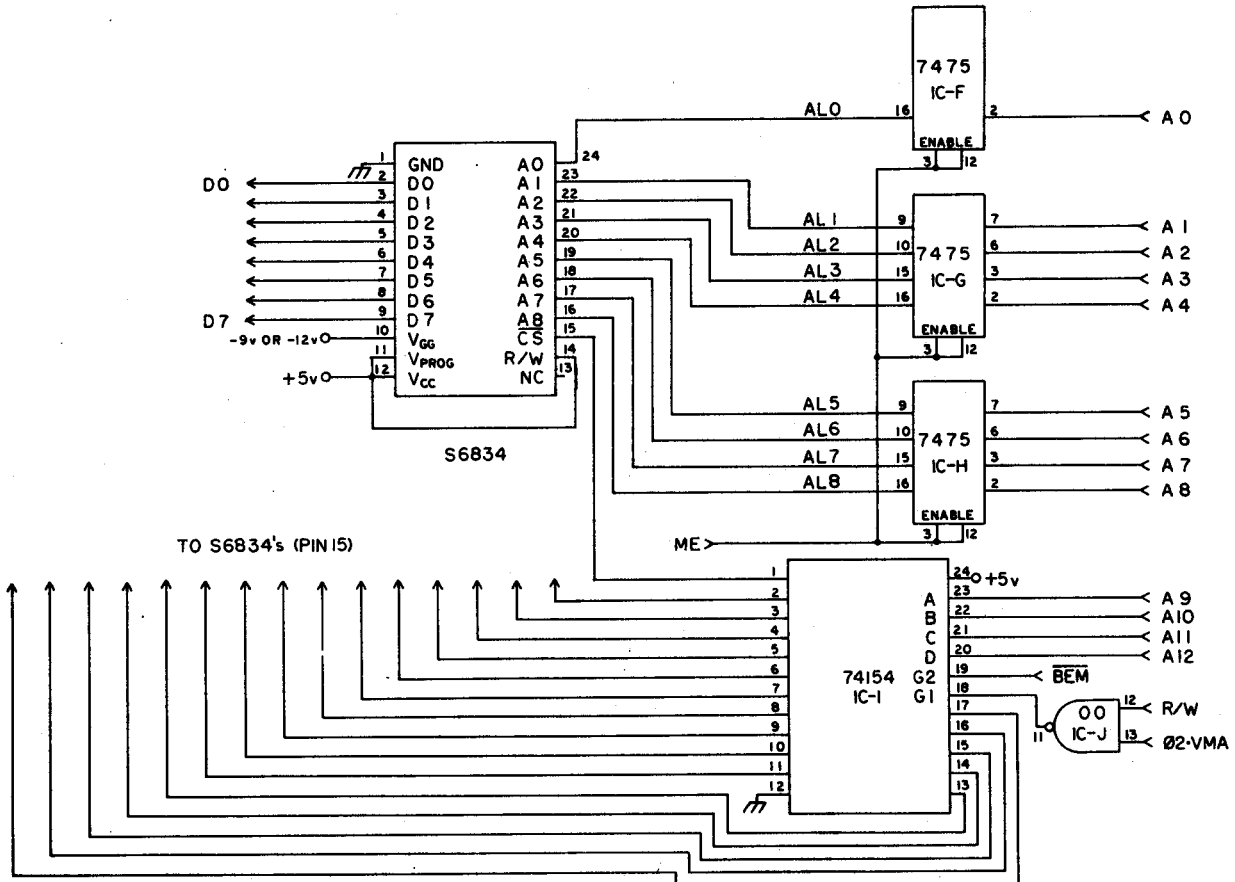 7475
IC-F
AL0
16
2
A0
ENABLE
3
12
1
GND
A0
24
D0
2
D0
A1
23
3
D1
A2
22
4
D2
A3
21
5
D3
A4
20
6
D4
A5
19
7
D5
A6
18
8
D6
A7
17
D7
9
D7
A8
16
-9v OR -12v
10
VGG
CS
15
11
VPROG
R/W
14
+5v
12
VCC
NC
13
S6834
AL1
9
7
A1
AL2
10
7475
6
A2
AL3
15
IC-G
3
A3
AL4
16
2
A4
ENABLE
3
12
AL5
9
7
A5
AL6
10
7475
6
A6
AL7
15
IC-H
3
A7
AL8
16
2
A8
ENABLE
3
12
TO S6834's (PIN 15)
ME
1
24
+5v
2
A
23
A9
3
B
22
A10
4
C
21
A11
5
D
20
A12
6
74154
G2
19
BEM
7
IC-I
G1
18
8
17
9
16
10
15
11
14
12
13
00
IC-J
11
12
R/W
13
Ø2·VMA